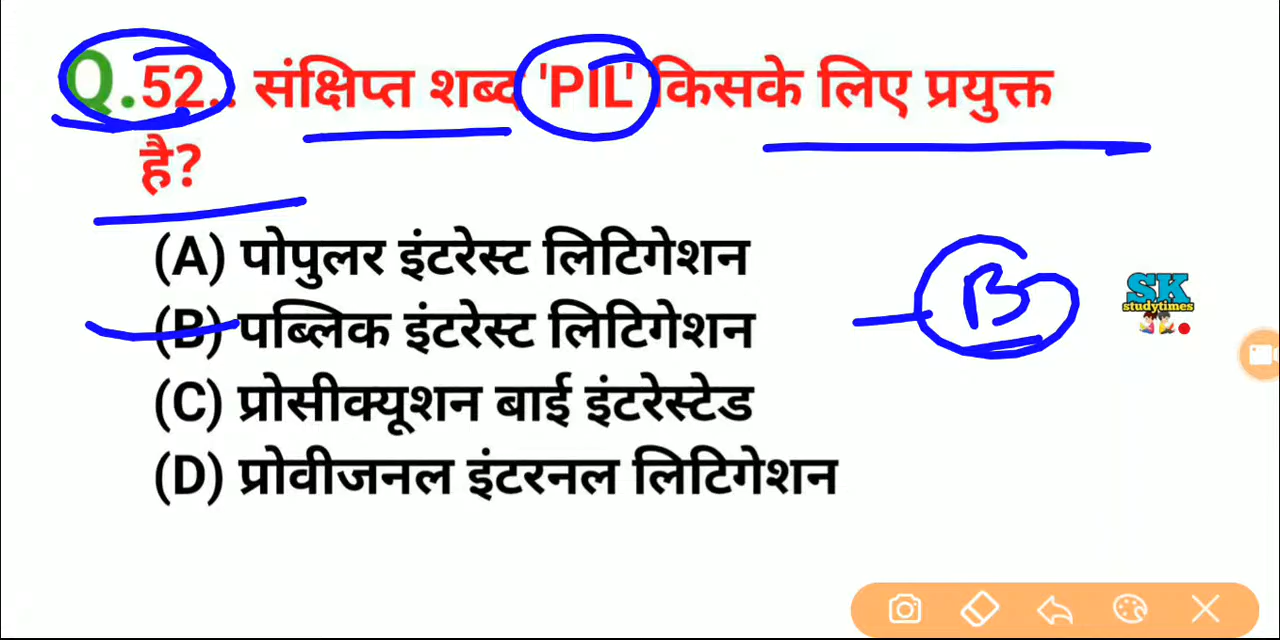 Q.52.. संक्षिप्त शब्द 'PIL' किसके लिए प्रयुक्त
है?
(A) पोपुलर इंटरेस्ट लिटिगेशन
(B) पब्लिक इंटरेस्ट लिटिगेशन
B
SK
studytimes
(C) प्रोसीक्यूशन बाई इंटरेस्टेड
(D) प्रोवीजनल इंटरनल लिटिगेशन